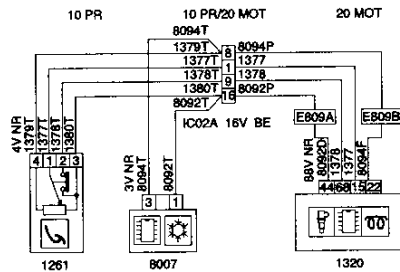 10 PR
10 PR/20 MOT
20 MOT
8094T
1379T
1377T
1378T
1380T
8092T
8
1
9
16
8094P
1377
1378
8092P
IC02A 16V BE
E809A
E809B
4V NR
1379T
1377T
1378T
1380T
3V NR
8094T
8092T
88V NR
8092D
1378
1377
8094F
4 1 2 3
3 1
44 68 15 22
1261
8007
1320